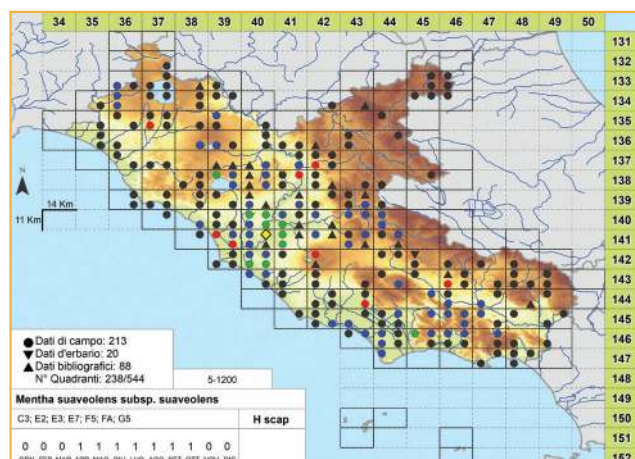 34 35 36 37 38 39 40 41 42 43 44 45 46 47 48 49 50
131
132
133
134
135
136
137
138
139
140
141
142
143
144
145
146
147
148
149
150
151
152
N
14 Km
11 Km
Dati di campo: 213
Dati d'erbario: 20
Dati bibliografici: 88
N° Quadranti: 238/544
5-1200
Mentha suaveolens subsp. suaveolens
C3; E2; E3; E7; F5; FA; G5
H scap
0 0 0 1 1 1 1 1 1 1 0 0